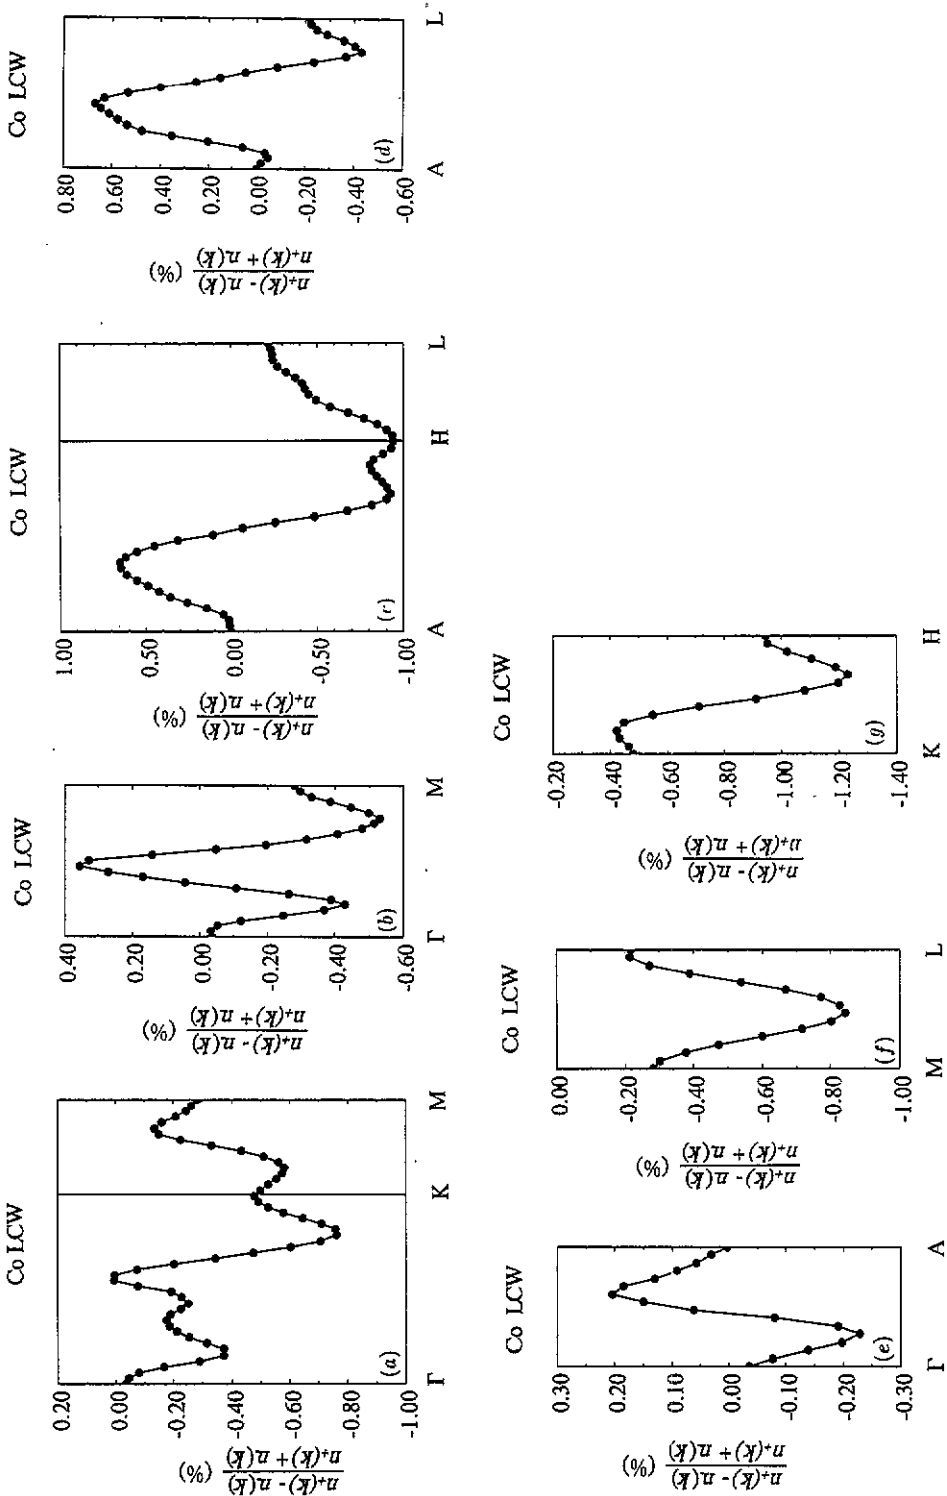 Co LCW
0.20
0.00
-0.20
-0.40
-0.60
-0.80
-1.00
n₊(k) - n₋(k)
n₊(k) + n₋(k)
(%)
(a)
Γ K M
Co LCW
0.40
0.20
0.00
-0.20
-0.40
-0.60
n₊(k) - n₋(k)
n₊(k) + n₋(k)
(%)
(b)
Γ M
Co LCW
1.00
0.50
0.00
-0.50
-1.00
n₊(k) - n₋(k)
n₊(k) + n₋(k)
(%)
(c)
A H L
Co LCW
0.80
0.60
0.40
0.20
0.00
-0.20
-0.40
-0.60
n₊(k) - n₋(k)
n₊(k) + n₋(k)
(%)
(d)
A L
Co LCW
0.30
0.20
0.10
0.00
-0.10
-0.20
-0.30
n₊(k) - n₋(k)
n₊(k) + n₋(k)
(%)
(e)
Γ A
Co LCW
0.00
-0.20
-0.40
-0.60
-0.80
-1.00
n₊(k) - n₋(k)
n₊(k) + n₋(k)
(%)
(f)
M L
Co LCW
-0.20
-0.40
-0.60
-0.80
-1.00
-1.20
-1.40
n₊(k) - n₋(k)
n₊(k) + n₋(k)
(%)
(g)
K H